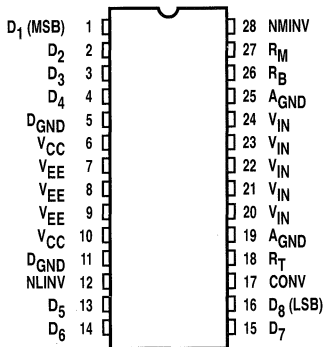 D1 (MSB) 1 28 NMINV
D2 2 27 RM
D3 3 26 RB
D4 4 25 AGND
DGND 5 24 VIN
VCC 6 23 VIN
VEE 7 22 VIN
VEE 8 21 VIN
VEE 9 20 VIN
VCC 10 19 AGND
DGND 11 18 RT
NLINV 12 17 CONV
D5 13 16 D8 (LSB)
D6 14 15 D7